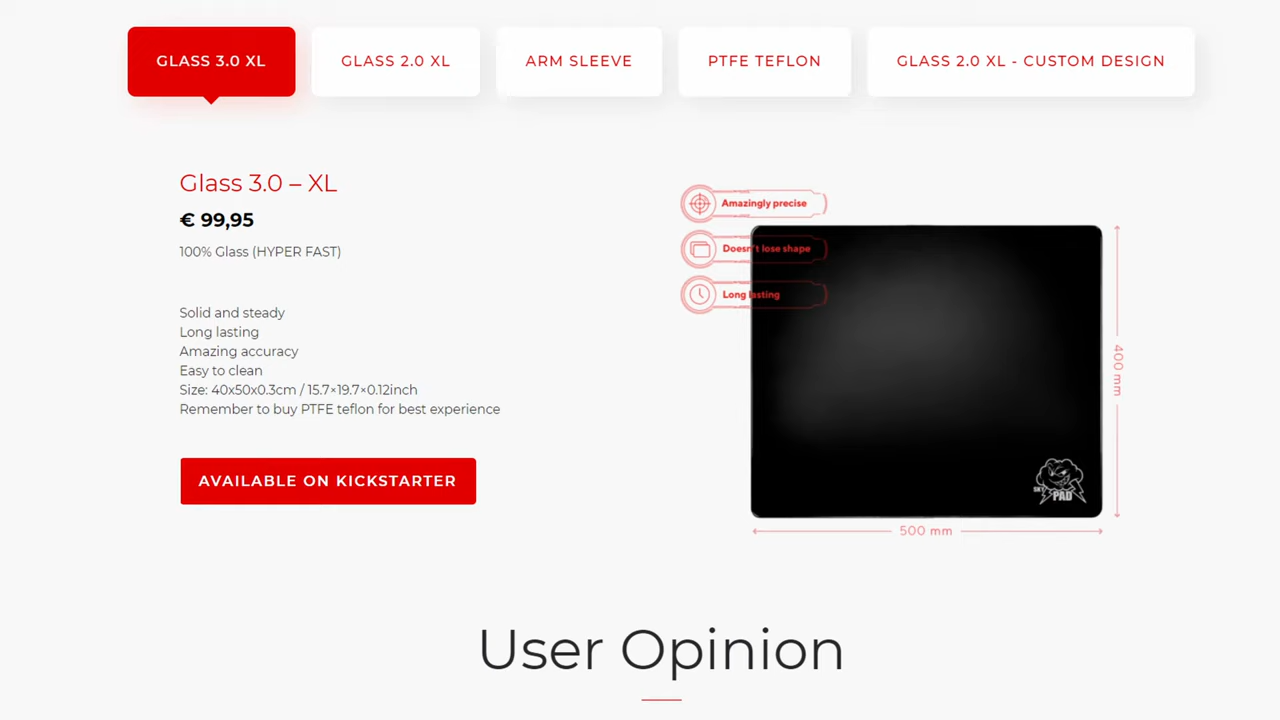 GLASS 3.0 XL
GLASS 2.0 XL
ARM SLEEVE
PTFE TEFLON
GLASS 2.0 XL - CUSTOM DESIGN
Glass 3.0 – XL
€ 99,95
100% Glass (HYPER FAST)
Solid and steady
Long lasting
Amazing accuracy
Easy to clean
Size: 40x50x0.3cm / 15.7×19.7×0.12inch
Remember to buy PTFE teflon for best experience
AVAILABLE ON KICKSTARTER
Amazingly precise
Doesn't lose shape
Long lasting
400 mm
SKY
PAD
500 mm
User Opinion